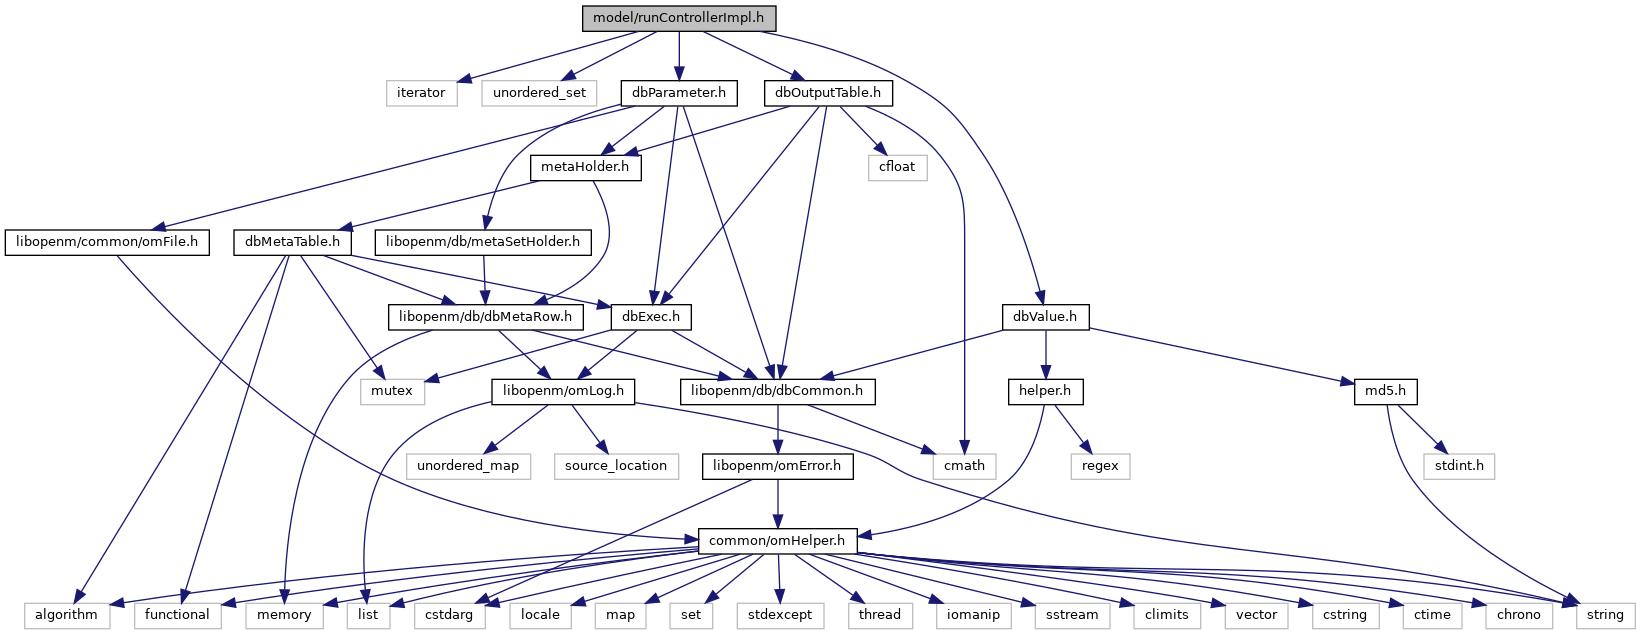 model/runControllerImpl.h
iterator
unordered_set
dbParameter.h
dbOutputTable.h
metaHolder.h
cfloat
libopenm/common/omFile.h
dbMetaTable.h
libopenm/db/metaSetHolder.h
libopenm/db/dbMetaRow.h
dbExec.h
dbValue.h
mutex
libopenm/omLog.h
libopenm/db/dbCommon.h
helper.h
md5.h
unordered_map
source_location
libopenm/omError.h
cmath
regex
stdint.h
common/omHelper.h
algorithm
functional
memory
list
cstdarg
locale
map
set
stdexcept
thread
iomanip
sstream
climits
vector
cstring
ctime
chrono
string